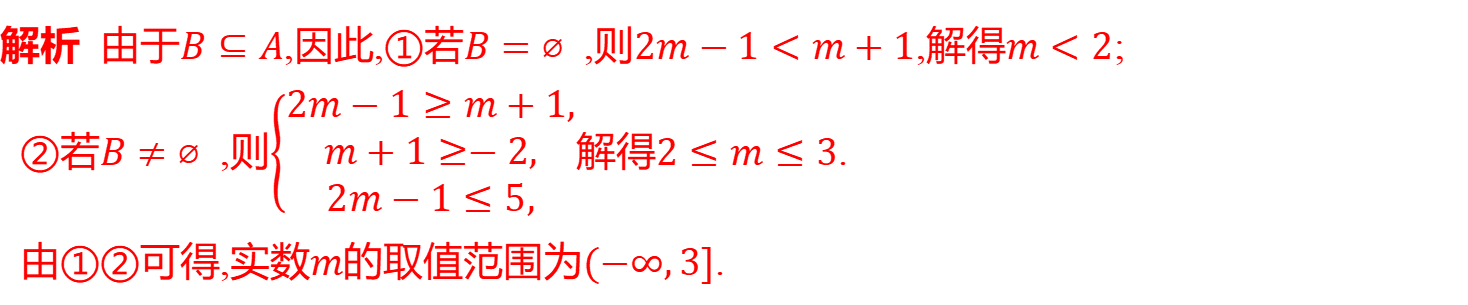 解析 由于B ⊆ A,因此,①若B = ∅ ,则2m − 1 < m + 1,解得m < 2;
②若B ≠ ∅ ,则{2m − 1 ≥ m + 1, m + 1 ≥− 2, 2m − 1 ≤ 5, 解得2 ≤ m ≤ 3.
由①②可得,实数m的取值范围为(−∞, 3].